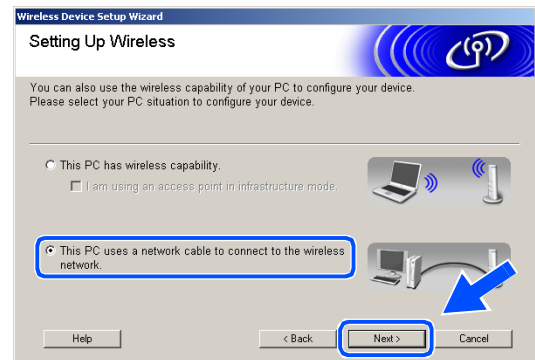 Wireless Device Setup Wizard
Setting Up Wireless
You can also use the wireless capability of your PC to configure your device.
Please select your PC situation to configure your device.
This PC has wireless capability.
I am using an access point in infrastructure mode.
This PC uses a network cable to connect to the wireless
network.
Help
< Back
Next >
Cancel